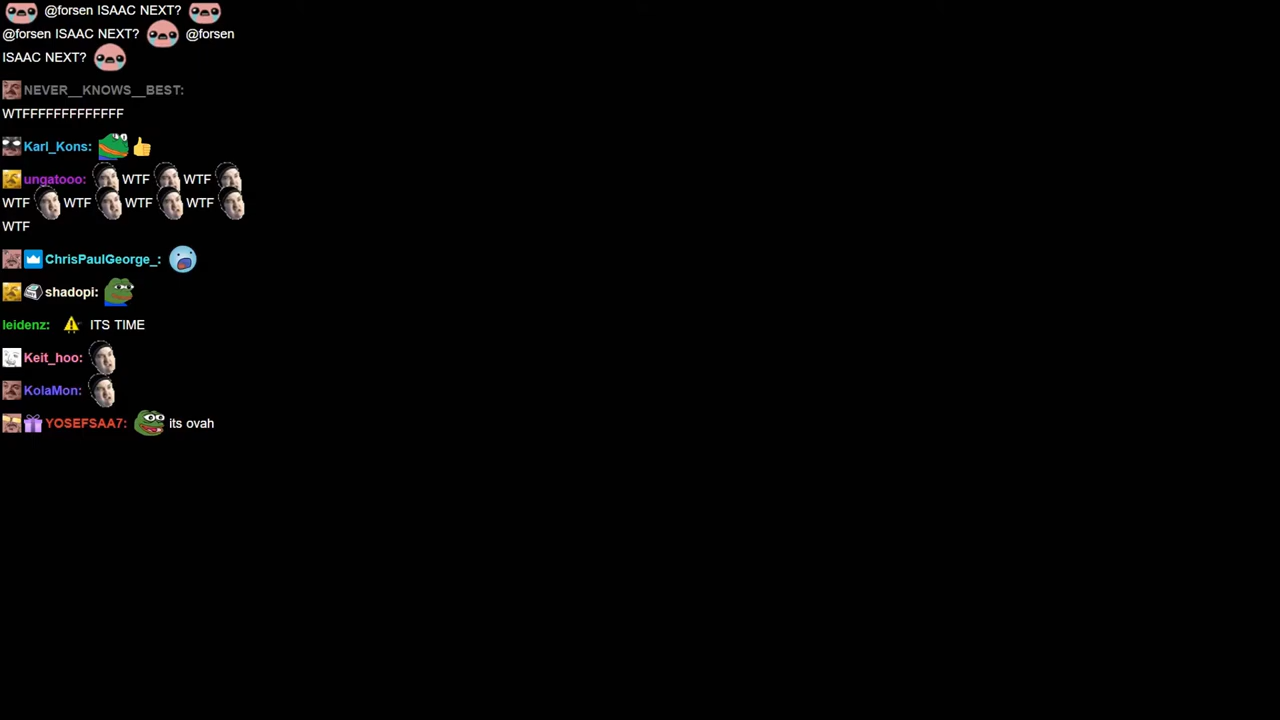 @forsen ISAAC NEXT?
@forsen ISAAC NEXT? @forsen
ISAAC NEXT?
NEVER__KNOWS__BEST:
WTFFFFFFFFFFFFF
Karl_Kons:
ungatooo: WTF WTF
WTF WTF WTF WTF
WTF
ChrisPaulGeorge_:
shadopi:
leidenz: ITS TIME
Keit_hoo:
KolaMon:
YOSEFSAA7: its ovah